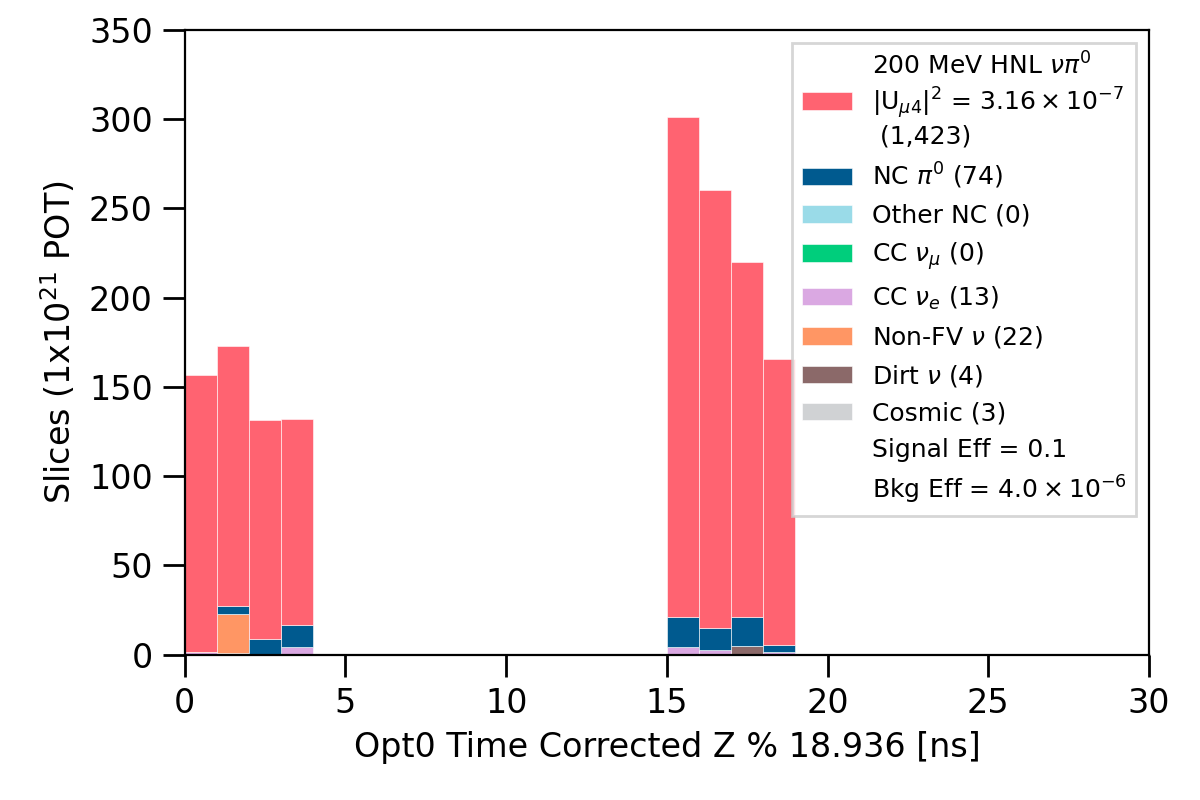 350
300
250
200
150
100
50
0
Slices (1x10²¹ POT)
200 MeV HNL νπ⁰
|U_μ4|² = 3.16 × 10⁻⁷
(1,423)
NC π⁰ (74)
Other NC (0)
CC ν_μ (0)
CC ν_e (13)
Non-FV ν (22)
Dirt ν (4)
Cosmic (3)
Signal Eff = 0.1
Bkg Eff = 4.0 × 10⁻⁶
0 5 10 15 20 25 30
Opt0 Time Corrected Z % 18.936 [ns]